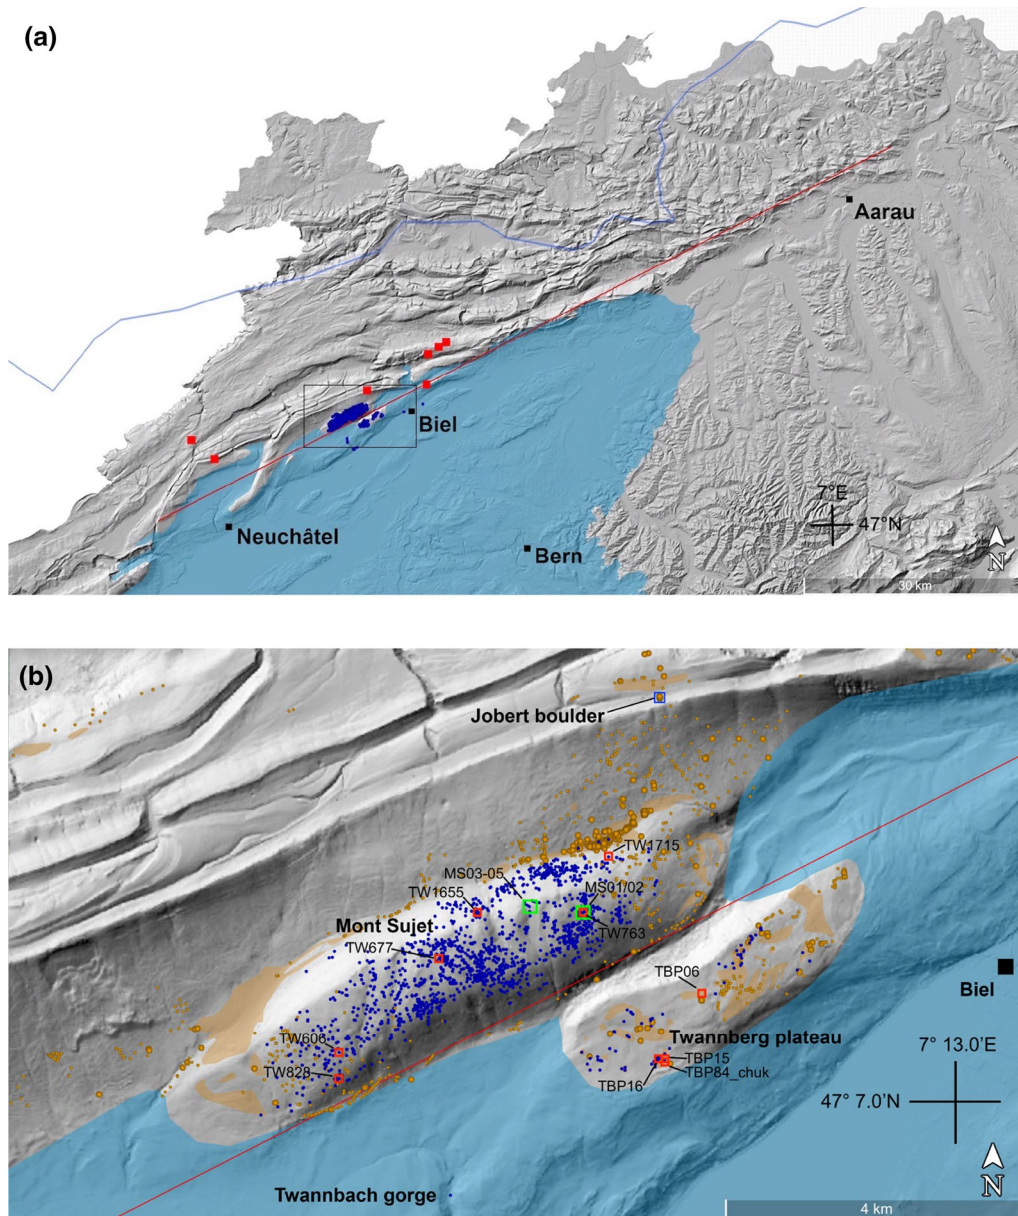 (a)
Aarau
Biel
7°E
47°N
Neuchâtel
Bern
N
30 km
(b)
Jobert boulder
TW1715
MS03-05
TW1655
MS01/02
Mont Sujet
TW763
TW677
TBP06
Biel
Twannberg plateau
TW606
TBP15
TW828
TBP84_chuk
TBP16
7° 13.0'E
47° 7.0'N
N
Twannbach gorge
4 km